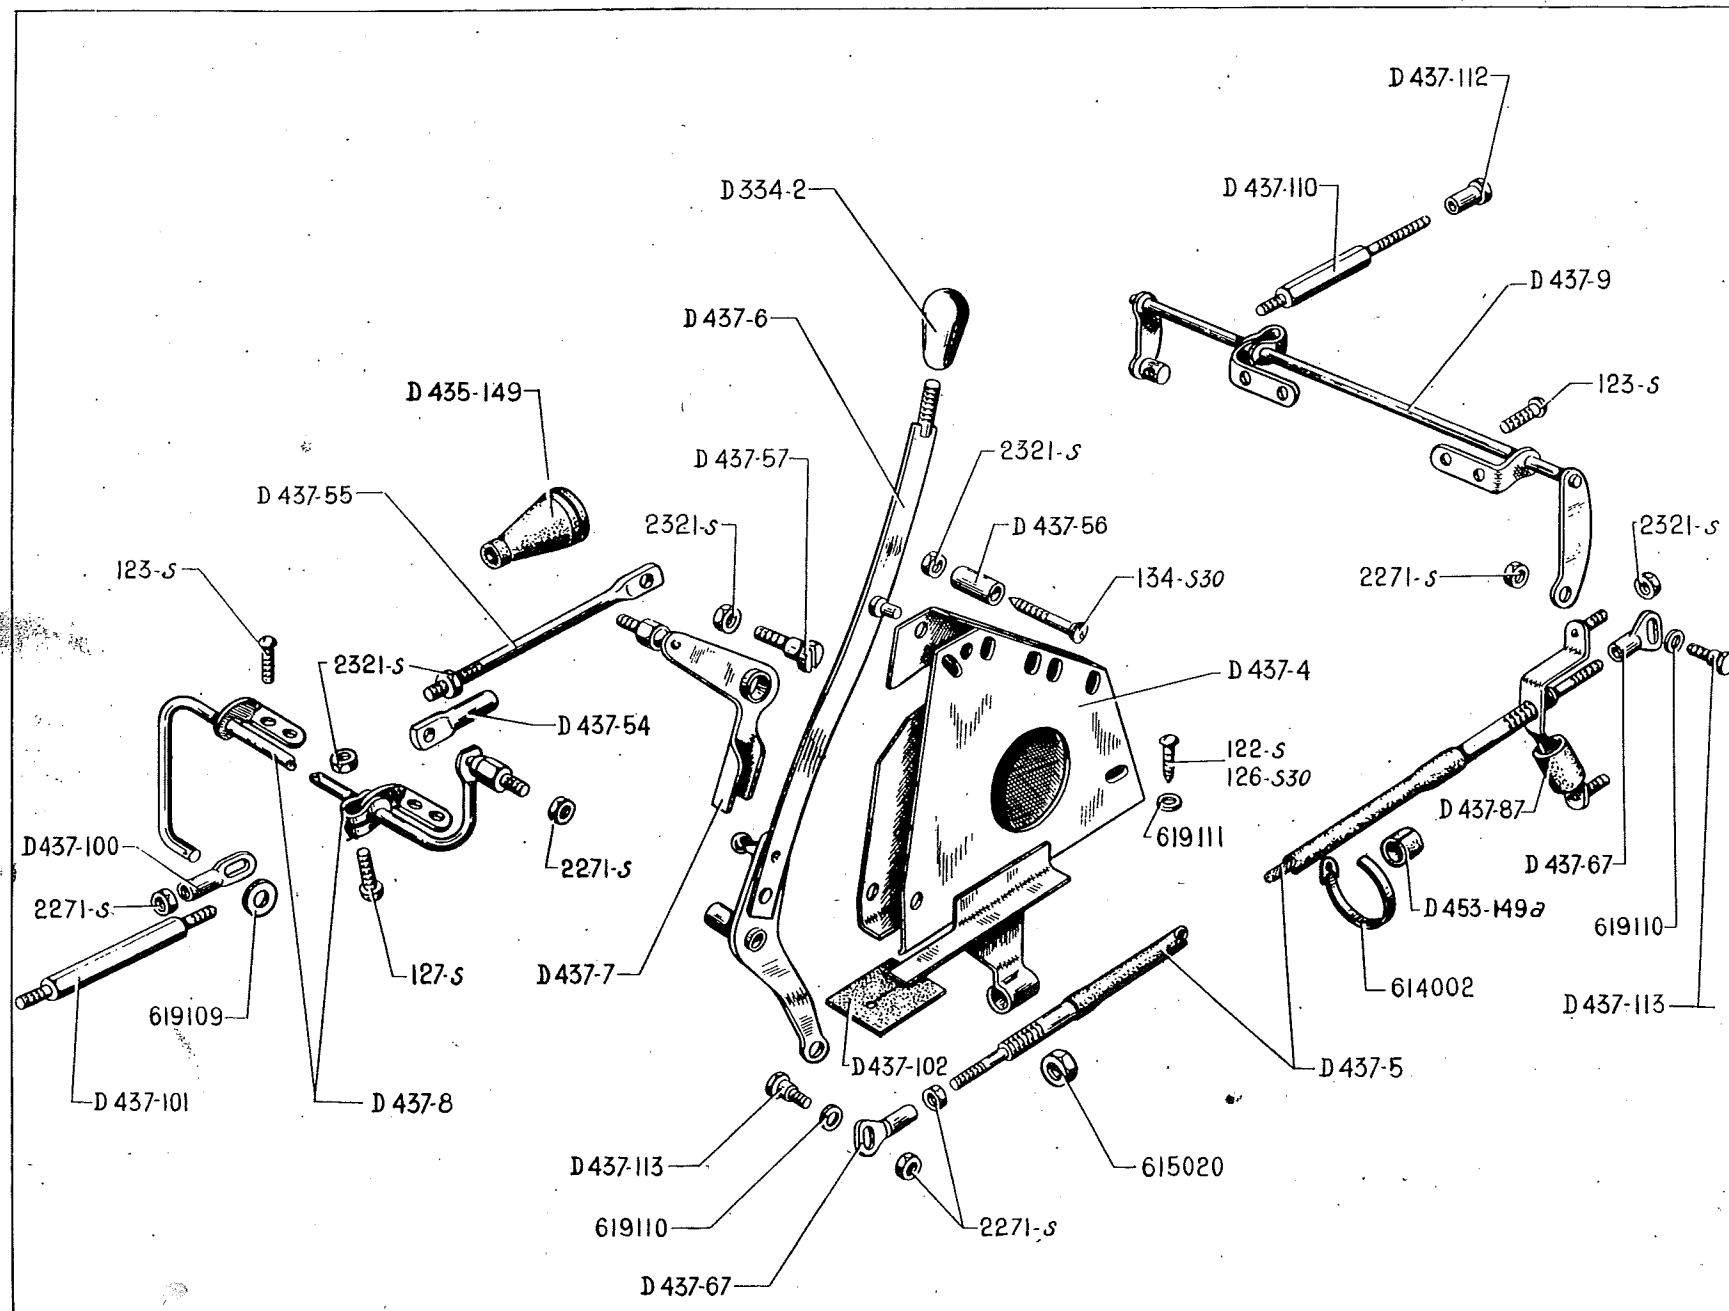 D 437-112
D 334-2
D 437-110
D 437-9
D 437-6
D 435-149
123-S
D 437-57
2321-S
D 437-55
2321-S
D 437-56
2321-S
123-S
134-S30
2271-S
2321-S
D 437-4
D 437-54
122-S
126-S30
D 437-87
619111
D 437-100
2271-S
D 437-67
2271-S
D 453-149a
619110
127-S
D 437-7
614002
619109
D 437-113
D 437-102
D 437-5
D 437-101
D 437-8
D 437-113
615020
619110
2271-S
D 437-67